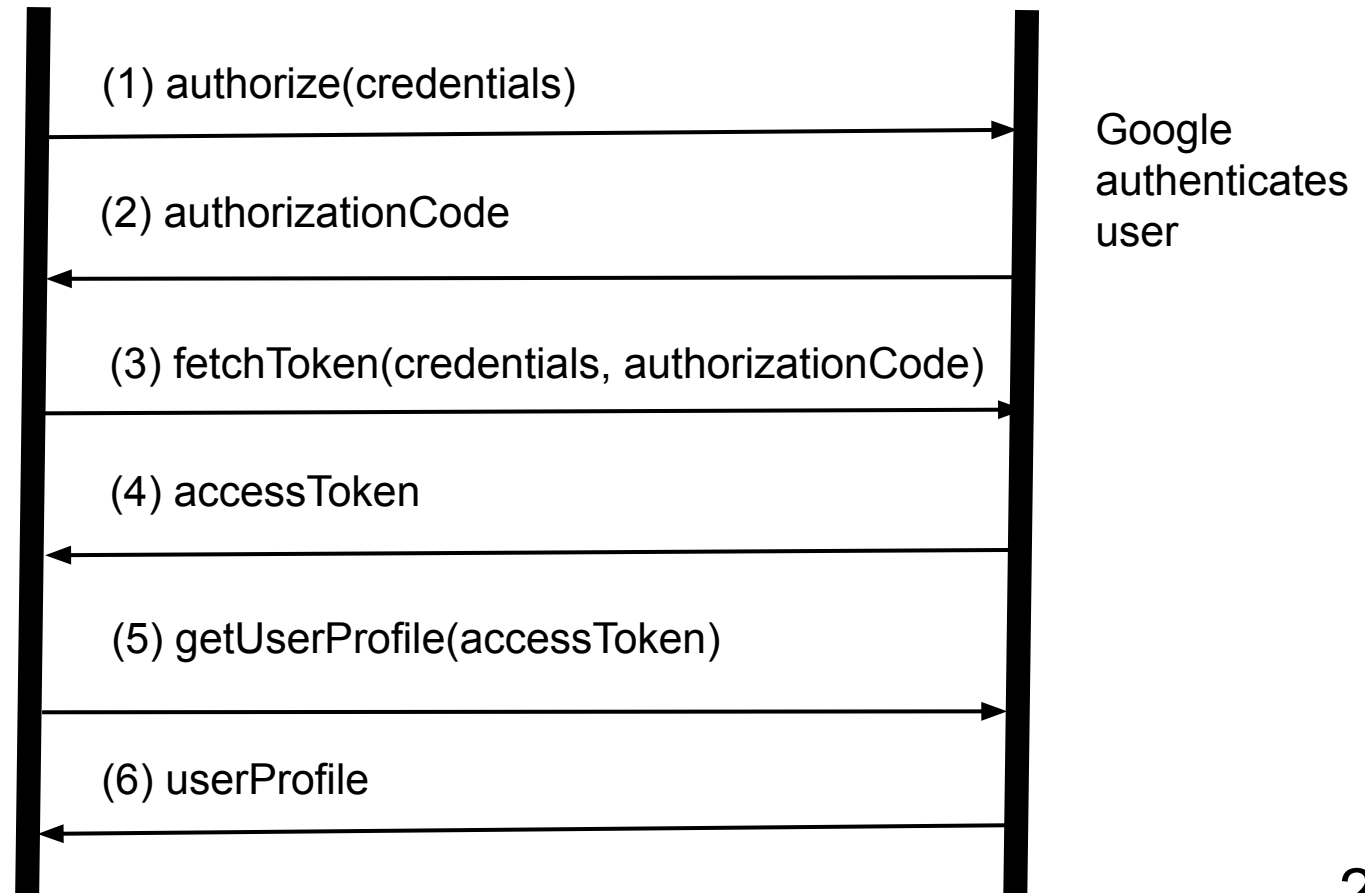 (1) authorize(credentials)
Google
authenticates
user
(2) authorizationCode
(3) fetchToken(credentials, authorizationCode)
(4) accessToken
(5) getUserProfile(accessToken)
(6) userProfile